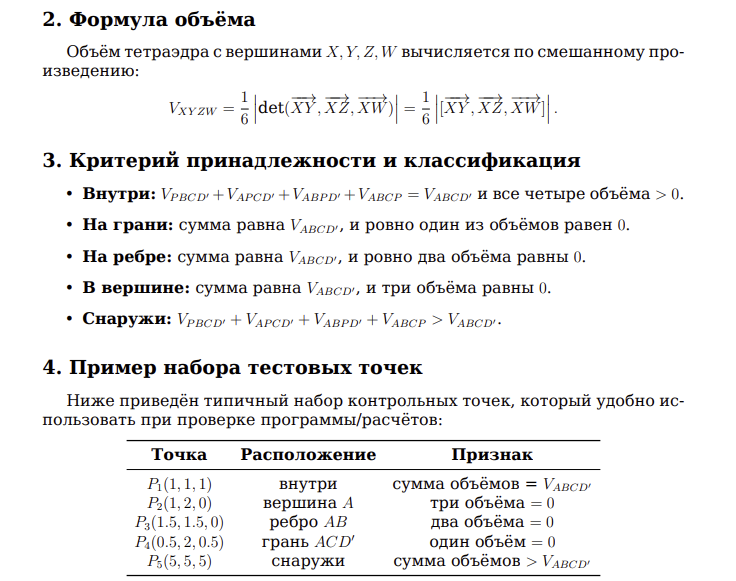 2. Формула объёма
Объём тетраэдра с вершинами X, Y, Z, W вычисляется по смешанному про-
изведению:
V_{XYZW} = \frac{1}{6} |det(\overrightarrow{XY}, \overrightarrow{XZ}, \overrightarrow{XW})| = \frac{1}{6} |[\overrightarrow{XY}, \overrightarrow{XZ}, \overrightarrow{XW}]| .
3. Критерий принадлежности и классификация
• Внутри: V_{PBCD'} + V_{APCD'} + V_{ABPD'} + V_{ABCP} = V_{ABCD'} и все четыре объёма > 0.
• На грани: сумма равна V_{ABCD'}, и ровно один из объёмов равен 0.
• На ребре: сумма равна V_{ABCD'}, и ровно два объёма равны 0.
• В вершине: сумма равна V_{ABCD'}, и три объёма равны 0.
• Снаружи: V_{PBCD'} + V_{APCD'} + V_{ABPD'} + V_{ABCP} > V_{ABCD'}.
4. Пример набора тестовых точек
Ниже приведён типичный набор контрольных точек, который удобно ис-
пользовать при проверке программы/расчётов:
Точка Расположение Признак
P_1(1, 1, 1) внутри сумма объёмов = V_{ABCD'}
P_2(1, 2, 0) вершина A три объёма = 0
P_3(1.5, 1.5, 0) ребро AB два объёма = 0
P_4(0.5, 2, 0.5) грань ACD' один объём = 0
P_5(5, 5, 5) снаружи сумма объёмов > V_{ABCD'}